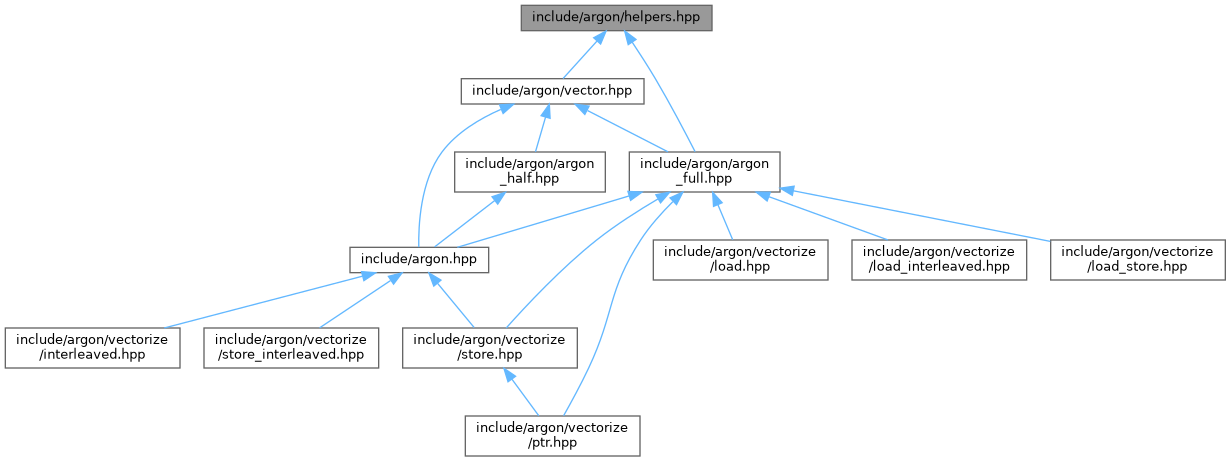 include/argon/helpers.hpp
include/argon/vector.hpp
include/argon/argon
_half.hpp
include/argon/argon
_full.hpp
include/argon.hpp
include/argon/vectorize
/load.hpp
include/argon/vectorize
/load_interleaved.hpp
include/argon/vectorize
/load_store.hpp
include/argon/vectorize
/interleaved.hpp
include/argon/vectorize
/store_interleaved.hpp
include/argon/vectorize
/store.hpp
include/argon/vectorize
/ptr.hpp